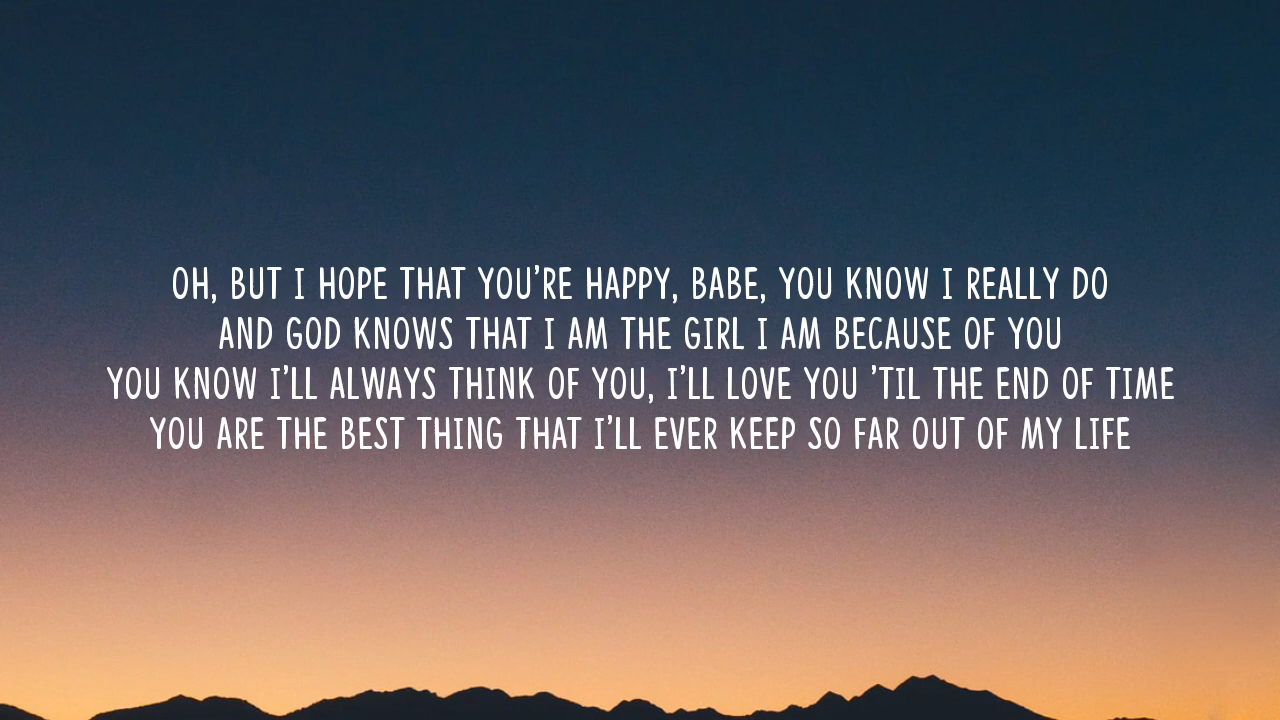 OH, BUT I HOPE THAT YOU’RE HAPPY, BABE, YOU KNOW I REALLY DO
AND GOD KNOWS THAT I AM THE GIRL I AM BECAUSE OF YOU
YOU KNOW I’LL ALWAYS THINK OF YOU, I’LL LOVE YOU ’TIL THE END OF TIME
YOU ARE THE BEST THING THAT I’LL EVER KEEP SO FAR OUT OF MY LIFE